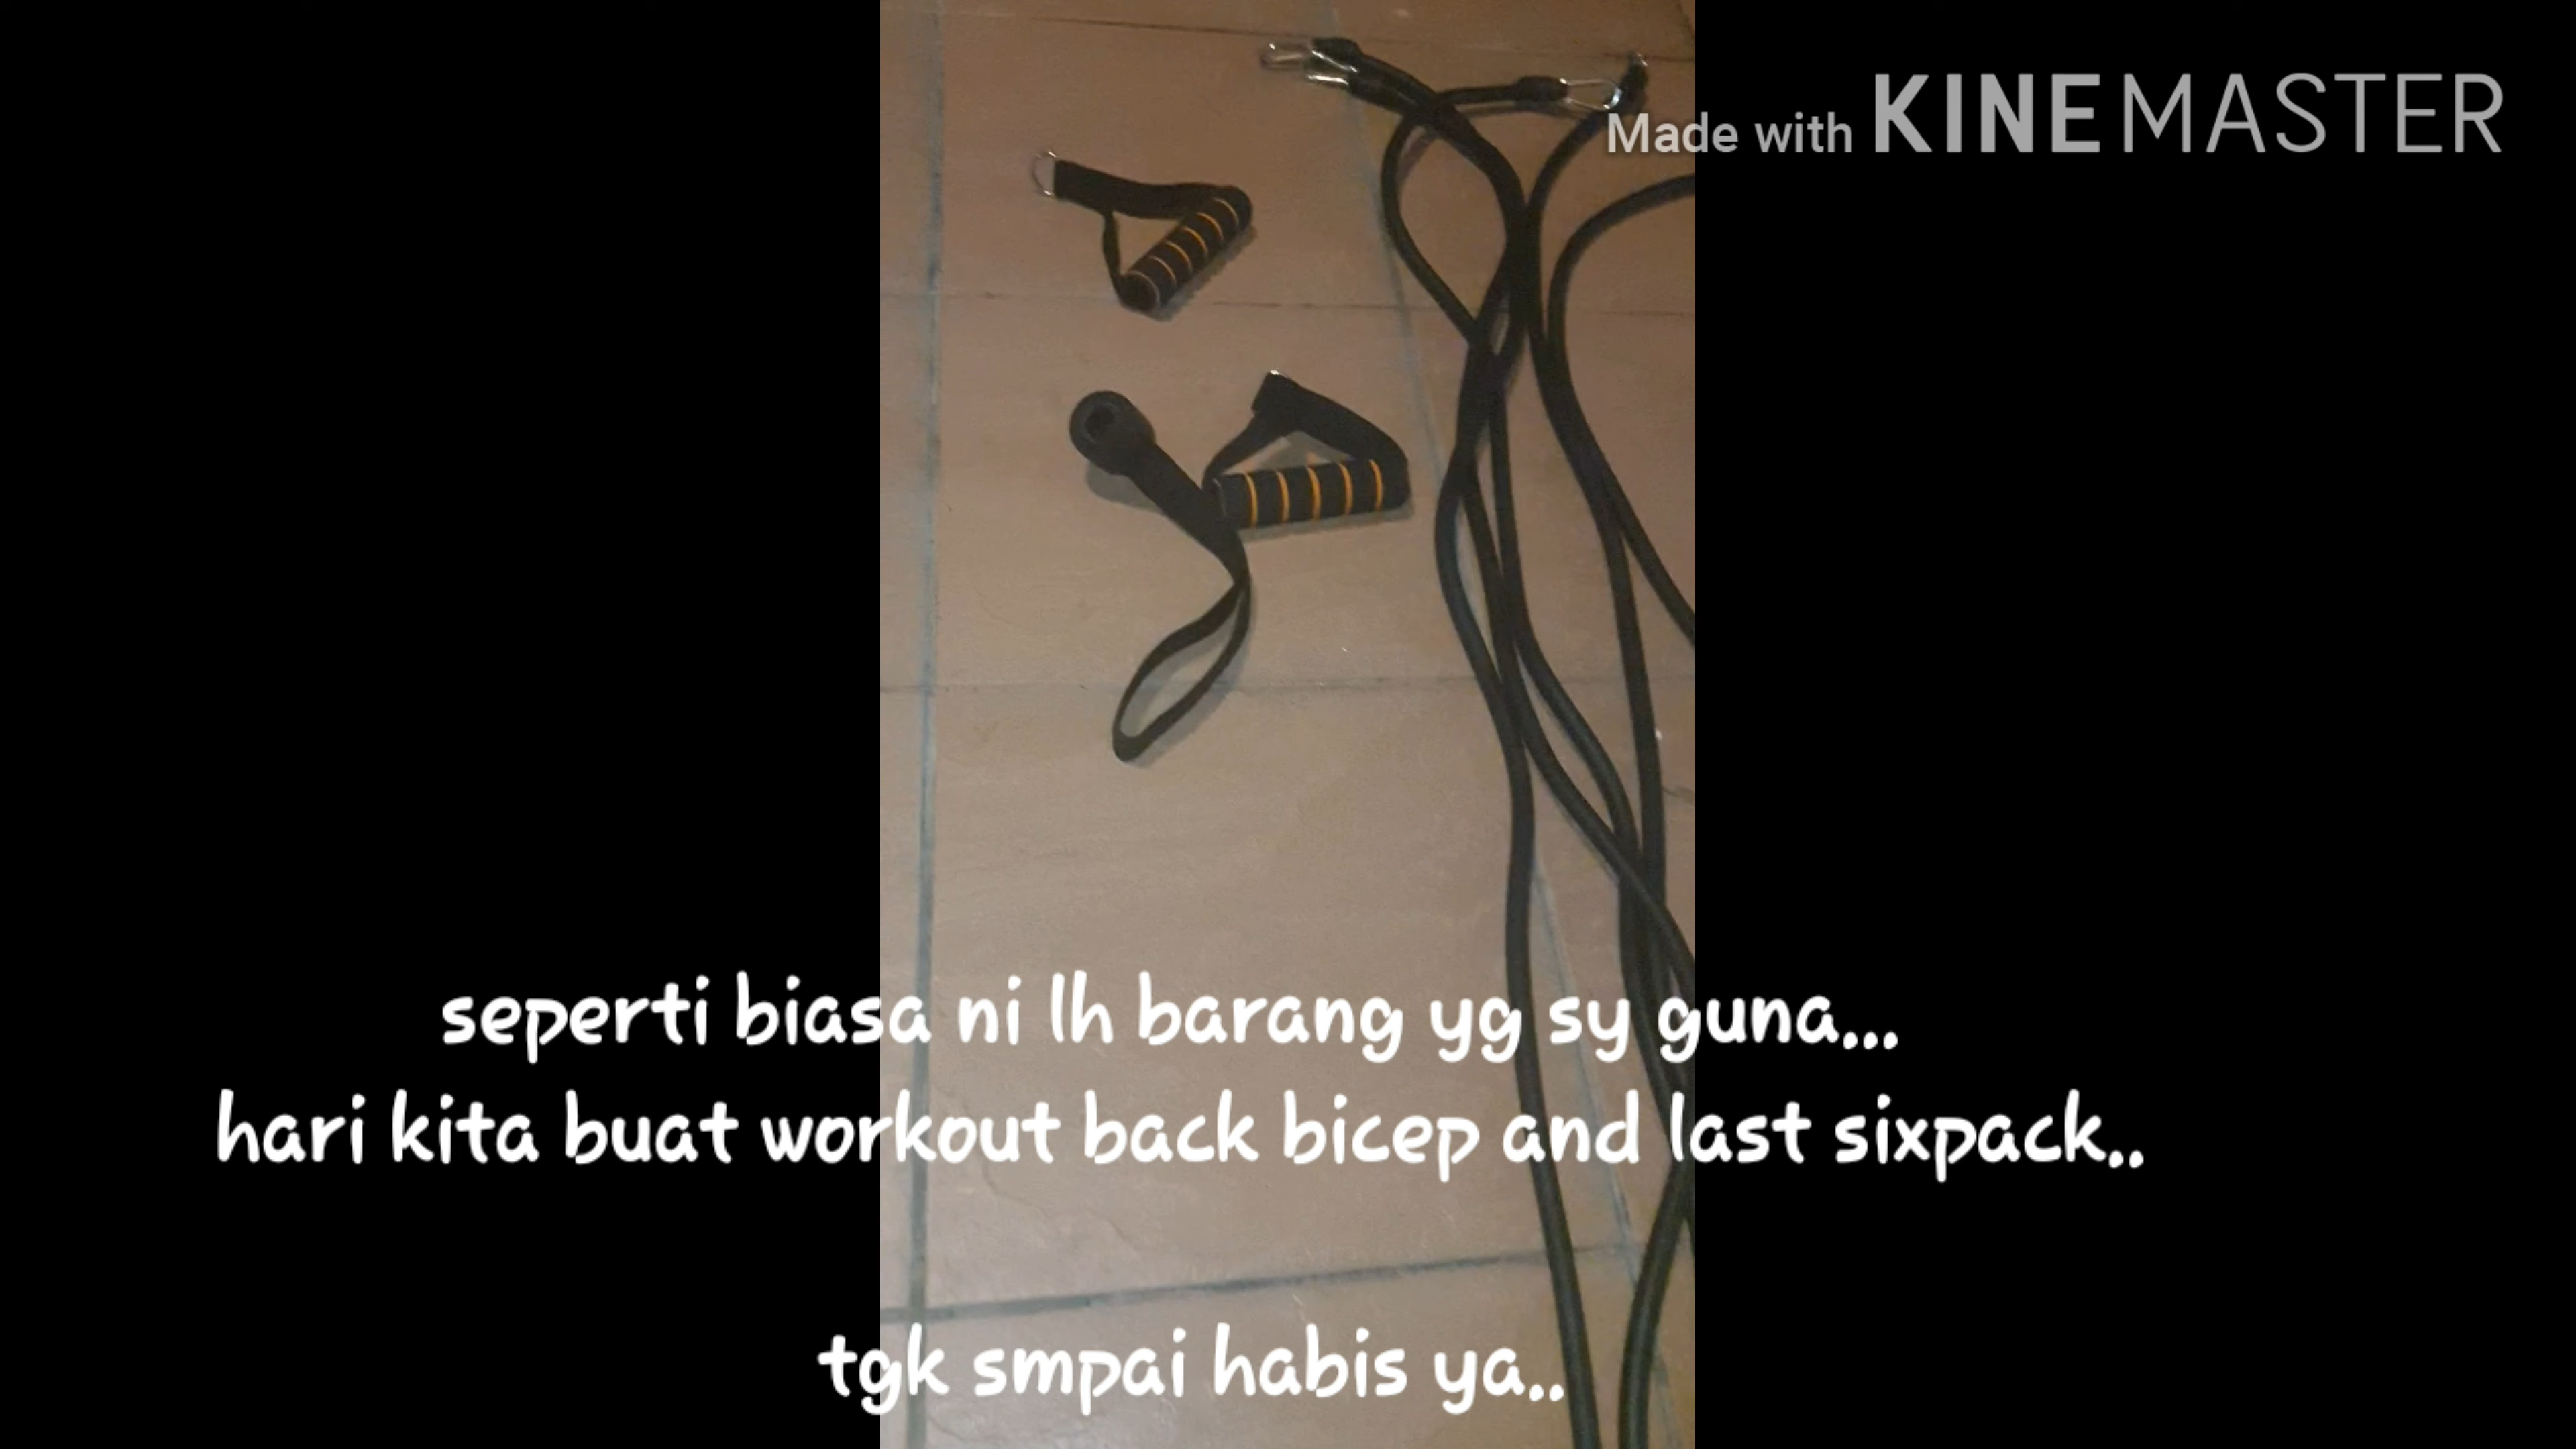 Made with KINEMASTER
seperti biasa ni lh barang yg sy guna...
hari kita buat workout back bicep and last sixpack..
tgk smpai habis ya..